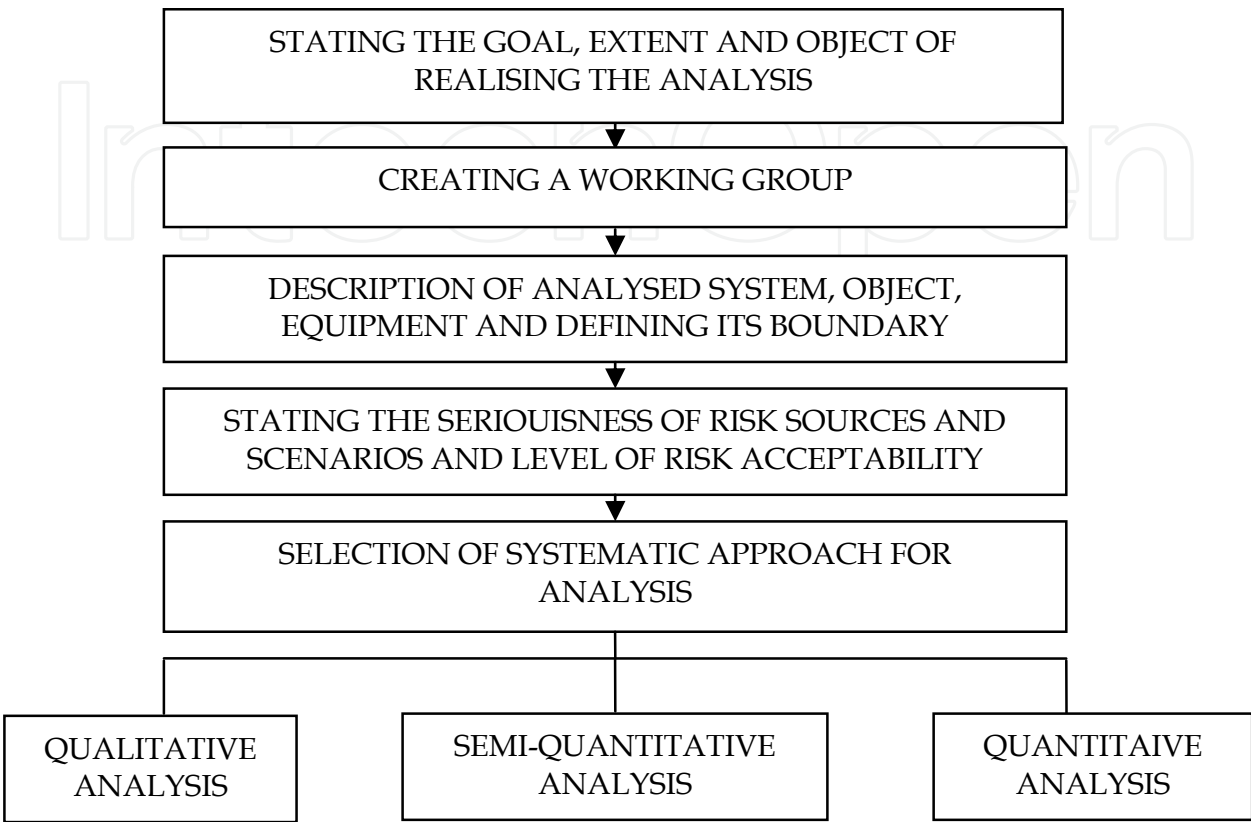 STATING THE GOAL, EXTENT AND OBJECT OF
REALISING THE ANALYSIS
IntechOpen
CREATING A WORKING GROUP
DESCRIPTION OF ANALYSED SYSTEM, OBJECT,
EQUIPMENT AND DEFINING ITS BOUNDARY
STATING THE SERIOUISNESS OF RISK SOURCES AND
SCENARIOS AND LEVEL OF RISK ACCEPTABILITY
SELECTION OF SYSTEMATIC APPROACH FOR
ANALYSIS
QUALITATIVE
ANALYSIS
SEMI-QUANTITATIVE
ANALYSIS
QUANTITAIVE
ANALYSIS